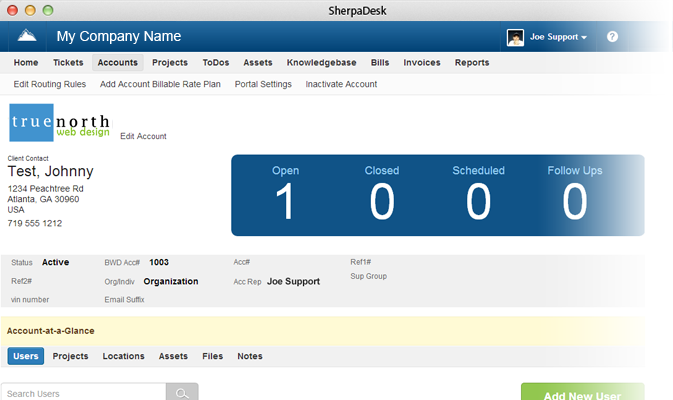 SherpaDesk
My Company Name
Joe Support
?
Home Tickets Accounts Projects ToDos Assets Knowledgebase Bills Invoices Reports
Edit Routing Rules Add Account Billable Rate Plan Portal Settings Inactivate Account
true north
web design
Edit Account
Client Contact
Test, Johnny
1234 Peachtree Rd
Atlanta, GA 30960
USA
719 555 1212
Open Closed Scheduled Follow Ups
1 0 0 0
Status Active BWD Acc# 1003 Acc# Ref1#
Ref2# Org/Indiv Organization Acc Rep Joe Support Sup Group
vin number Email Suffix
Account-at-a-Glance
Users Projects Locations Assets Files Notes
Search Users
Add New User